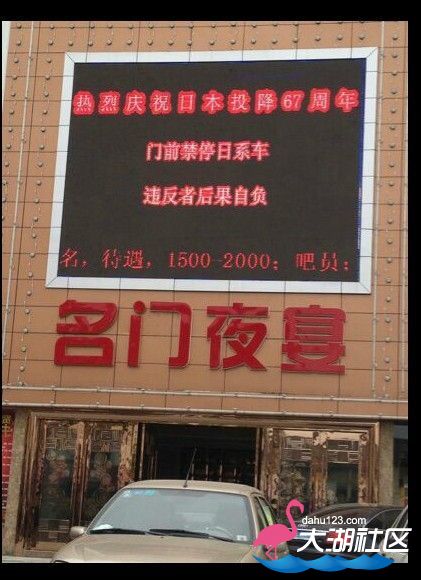 热烈庆祝日本投降67周年
门前禁停日系车
违反者后果自负
名，待遇，1500-2000；吧员；
名门夜宴
dahu123.com
大湖社区